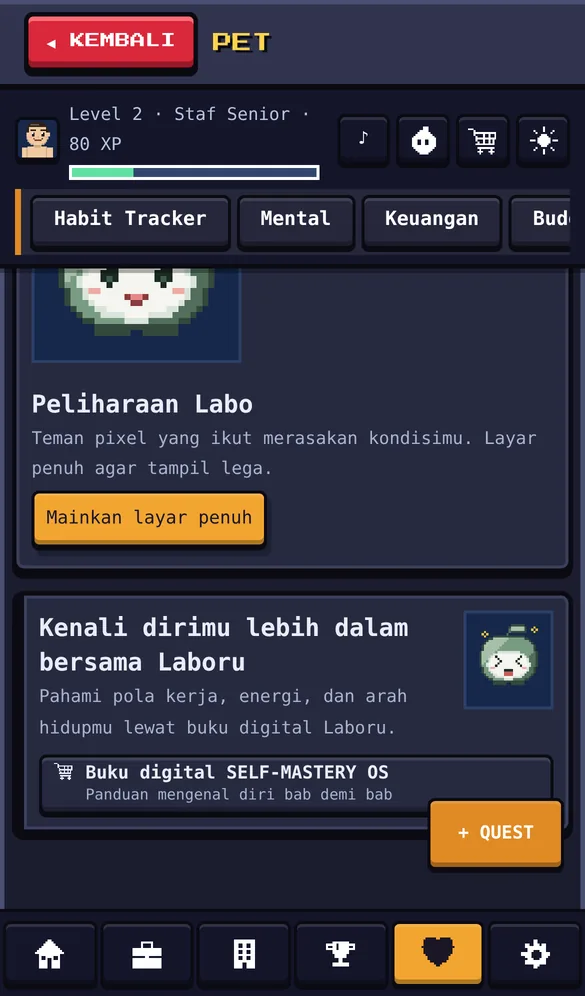 ◂ KEMBALI
PET
Level 2 · Staf Senior ·
80 XP
♪
Habit Tracker
Mental
Keuangan
Peliharaan Labo
Teman pixel yang ikut merasakan kondisimu. Layar
penuh agar tampil lega.
Mainkan layar penuh
Kenali dirimu lebih dalam
bersama Laboru
Pahami pola kerja, energi, dan arah
hidupmu lewat buku digital Laboru.
Buku digital SELF-MASTERY OS
Panduan mengenal diri bab demi bab
+ QUEST